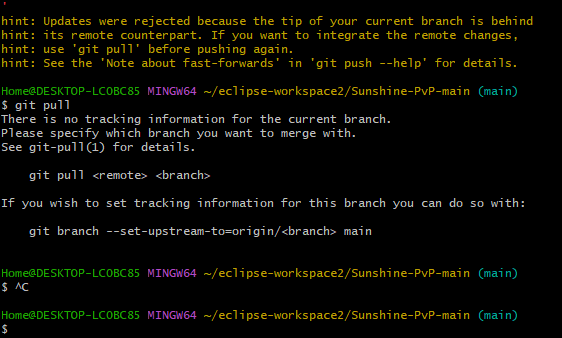 '
hint: Updates were rejected because the tip of your current branch is behind
hint: its remote counterpart. If you want to integrate the remote changes,
hint: use 'git pull' before pushing again.
hint: See the 'Note about fast-forwards' in 'git push --help' for details.
Home@DESKTOP-LCOBC85 MINGW64 ~/eclipse-workspace2/Sunshine-PvP-main (main)
$ git pull
There is no tracking information for the current branch.
Please specify which branch you want to merge with.
See git-pull(1) for details.
git pull <remote> <branch>
If you wish to set tracking information for this branch you can do so with:
git branch --set-upstream-to=origin/<branch> main
Home@DESKTOP-LCOBC85 MINGW64 ~/eclipse-workspace2/Sunshine-PvP-main (main)
$ ^C
Home@DESKTOP-LCOBC85 MINGW64 ~/eclipse-workspace2/Sunshine-PvP-main (main)
$